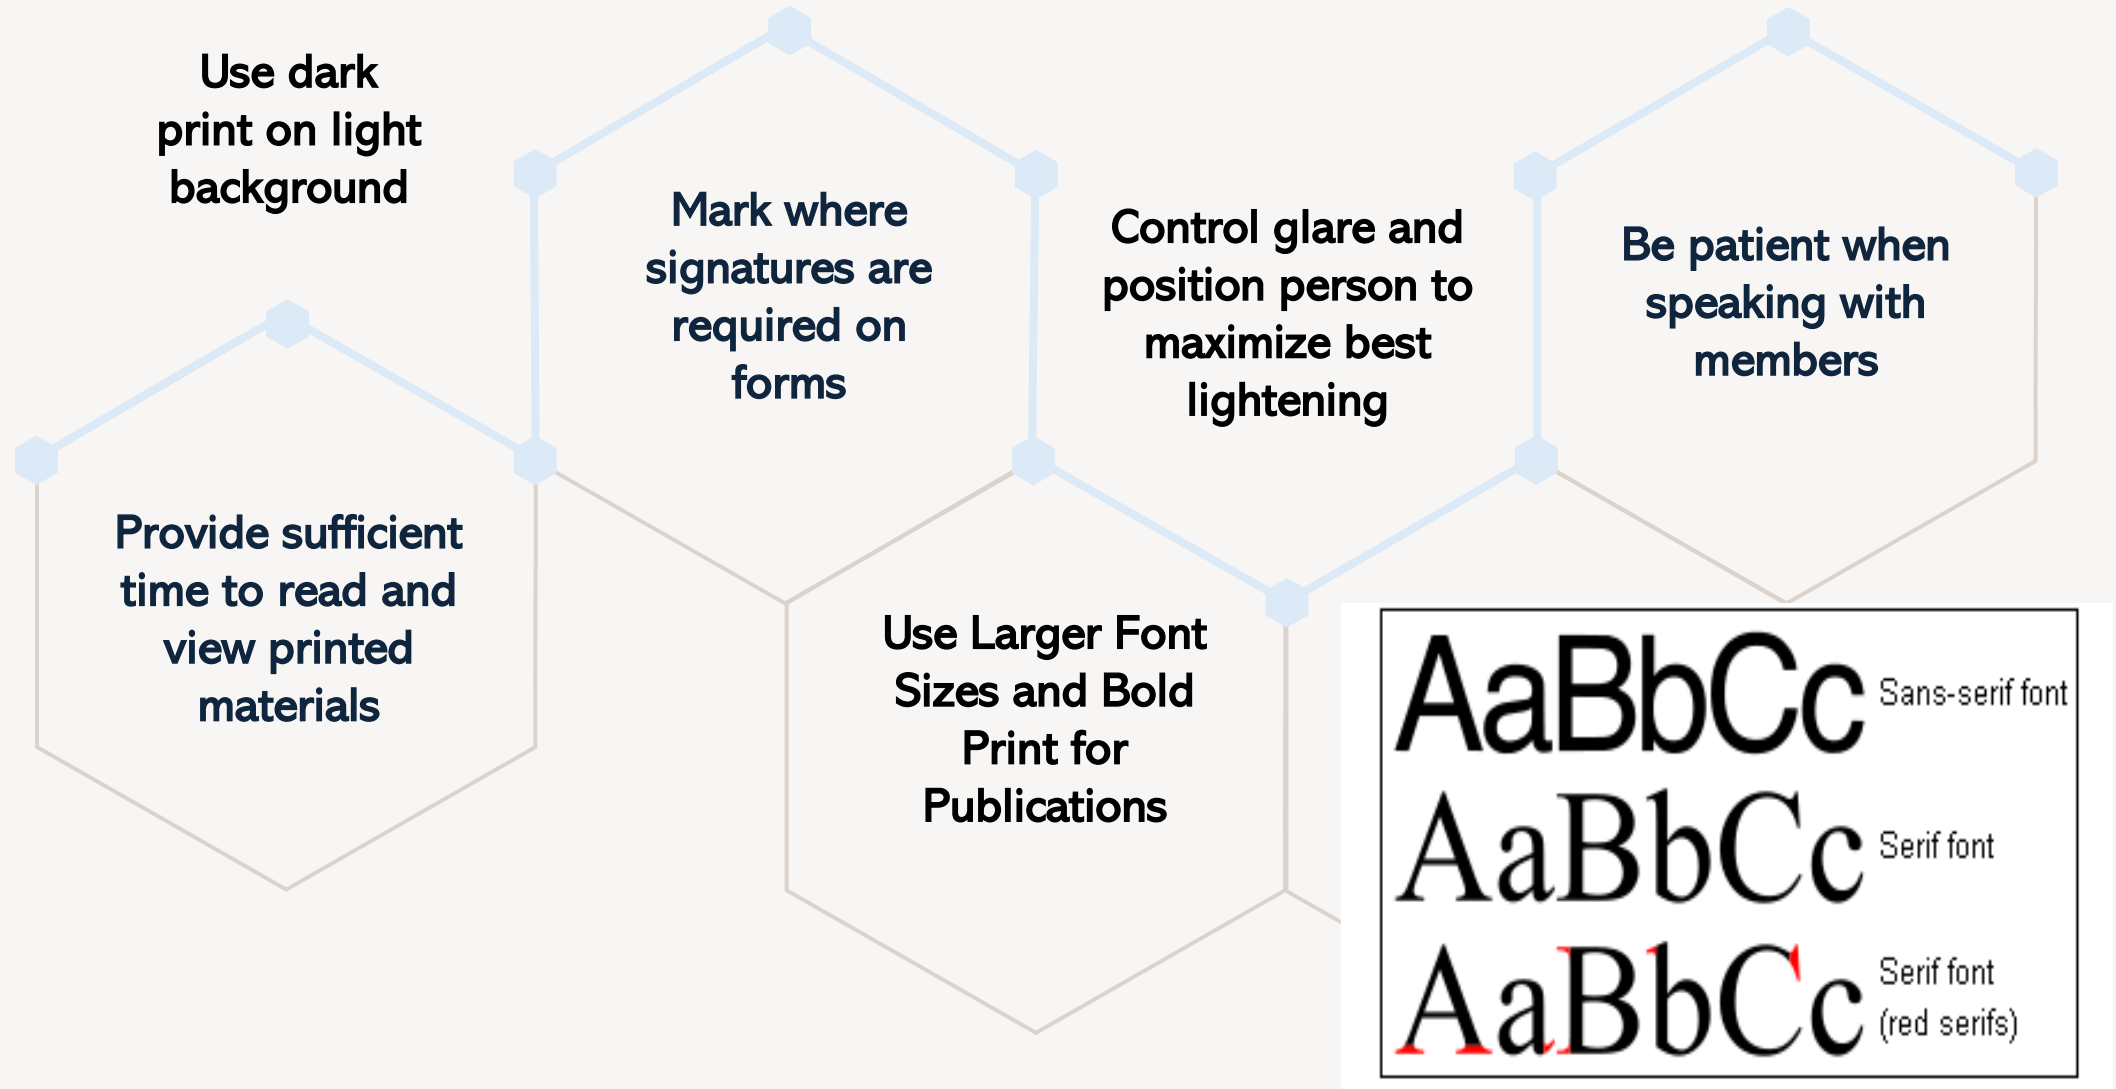 Use dark
print on light
background
Provide sufficient
time to read and
view printed
materials
Mark where
signatures are
required on
forms
Use Larger Font
Sizes and Bold
Print for
Publications
Control glare and
position person to
maximize best
lightening
Be patient when
speaking with
members
AaBbCc Sans-serif font
AaBbCc Serif font
AaBbCc Serif font
(red serifs)